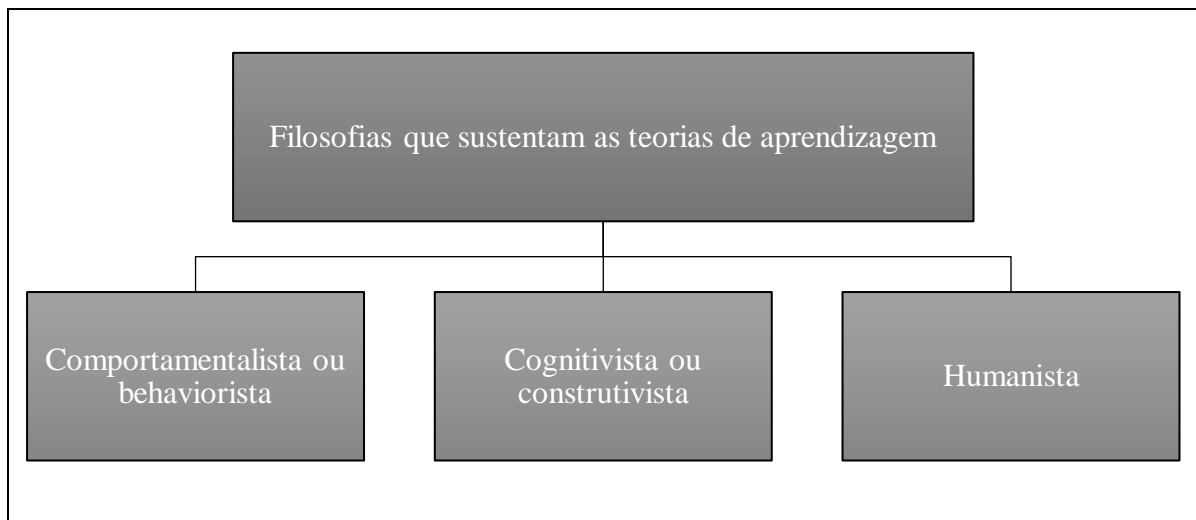 Filosofias que sustentam as teorias de aprendizagem
Comportamentalista ou
behaviorista
Cognitivista ou
construtivista
Humanista